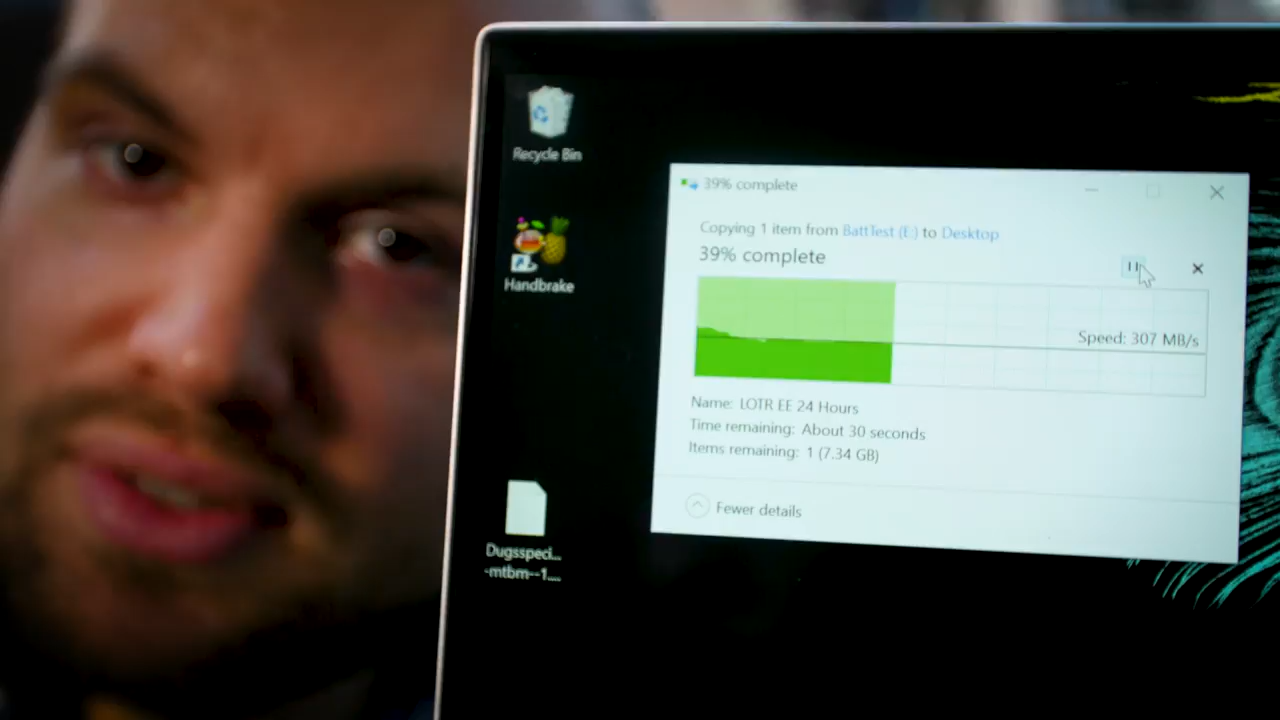 Recycle Bin
Handbrake
Dugsspeci...
-mtbm--1....
39% complete
Copying 1 item from BattTest (E:) to Desktop
39% complete
Speed: 307 MB/s
Name: LOTR EE 24 Hours
Time remaining: About 30 seconds
Items remaining: 1 (7.34 GB)
Fewer details